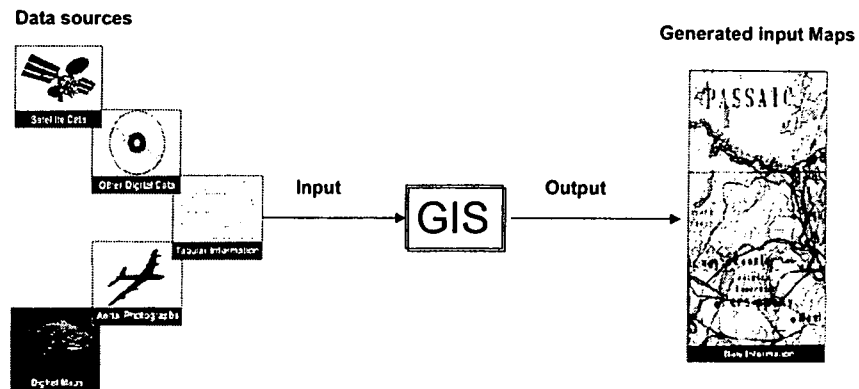 Data sources
Generated input Maps
Satellite Data
Other Digital Data
Tabular Information
Aerial Photographs
Digital Maps
Input
GIS
Output
PASSAIC
New Information